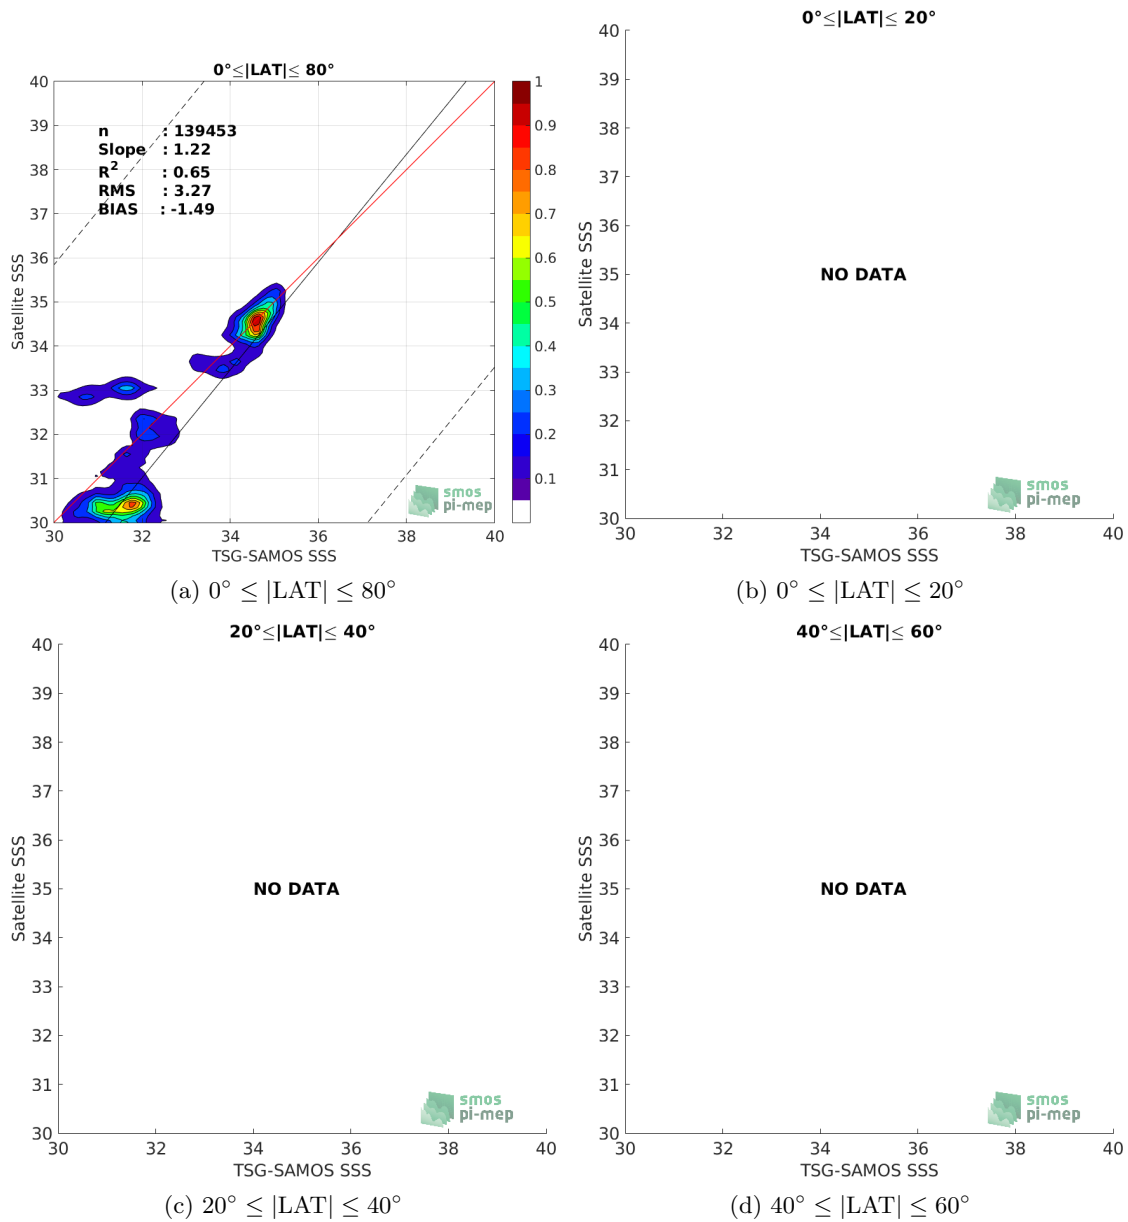 0°≤|LAT|≤ 80°
40
39
38
37
36
35
34
33
32
31
30
Satellite SSS
n : 139453
Slope : 1.22
R² : 0.65
RMS : 3.27
BIAS : -1.49
smos
pi-mep
30 32 34 36 38 40
TSG-SAMOS SSS
1
0.9
0.8
0.7
0.6
0.5
0.4
0.3
0.2
0.1
(a) 0° ≤ |LAT| ≤ 80°
0°≤|LAT|≤ 20°
40
39
38
37
36
35
34
33
32
31
30
Satellite SSS
NO DATA
smos
pi-mep
30 32 34 36 38 40
TSG-SAMOS SSS
(b) 0° ≤ |LAT| ≤ 20°
20°≤|LAT|≤ 40°
40
39
38
37
36
35
34
33
32
31
30
Satellite SSS
NO DATA
smos
pi-mep
30 32 34 36 38 40
TSG-SAMOS SSS
(c) 20° ≤ |LAT| ≤ 40°
40°≤|LAT|≤ 60°
40
39
38
37
36
35
34
33
32
31
30
Satellite SSS
NO DATA
smos
pi-mep
30 32 34 36 38 40
TSG-SAMOS SSS
(d) 40° ≤ |LAT| ≤ 60°